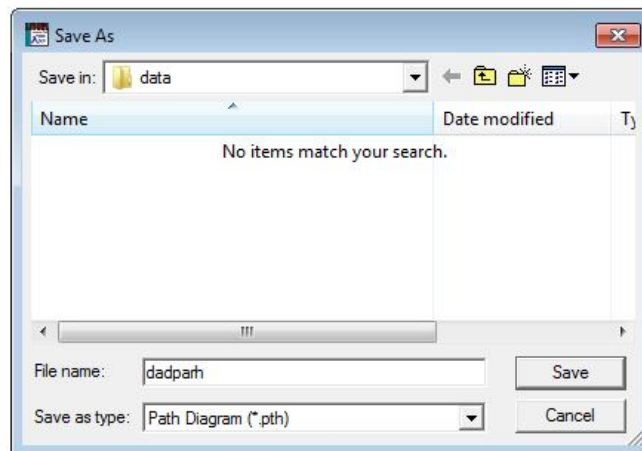 Save As
Save in: data
Name Date modified Ty
No items match your search.
File name: dadparh Save
Save as type: Path Diagram (*.pth) Cancel